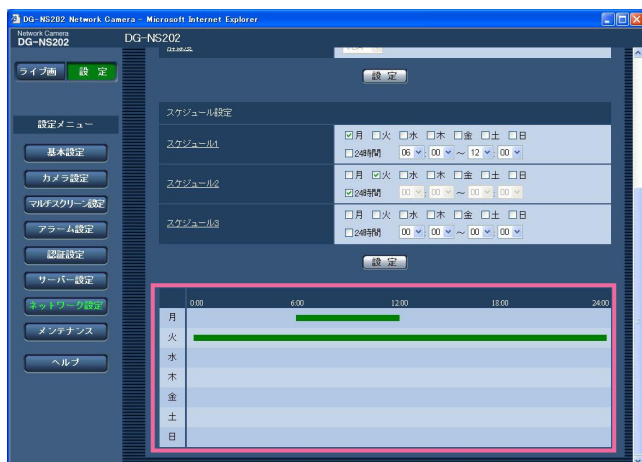 DG-NS202 Network Camera - Microsoft Internet Explorer
Network Camera
DG-NS202
DG-NS202
ライブ画 設 定
設 定
設定メニュー
基本設定
カメラ設定
マルチスクリーン設定
アラーム設定
認証設定
サーバー設定
ネットワーク設定
メンテナンス
ヘルプ
スケジュール設定
スケジュール1
月 火 水 木 金 土 日
24時間 06 : 00 ～ 12 : 00
スケジュール2
月 火 水 木 金 土 日
24時間 00 : 00 ～ 00 : 00
スケジュール3
月 火 水 木 金 土 日
24時間 00 : 00 ～ 00 : 00
設 定
0:00 6:00 12:00 18:00 24:00
月
火
水
木
金
土
日